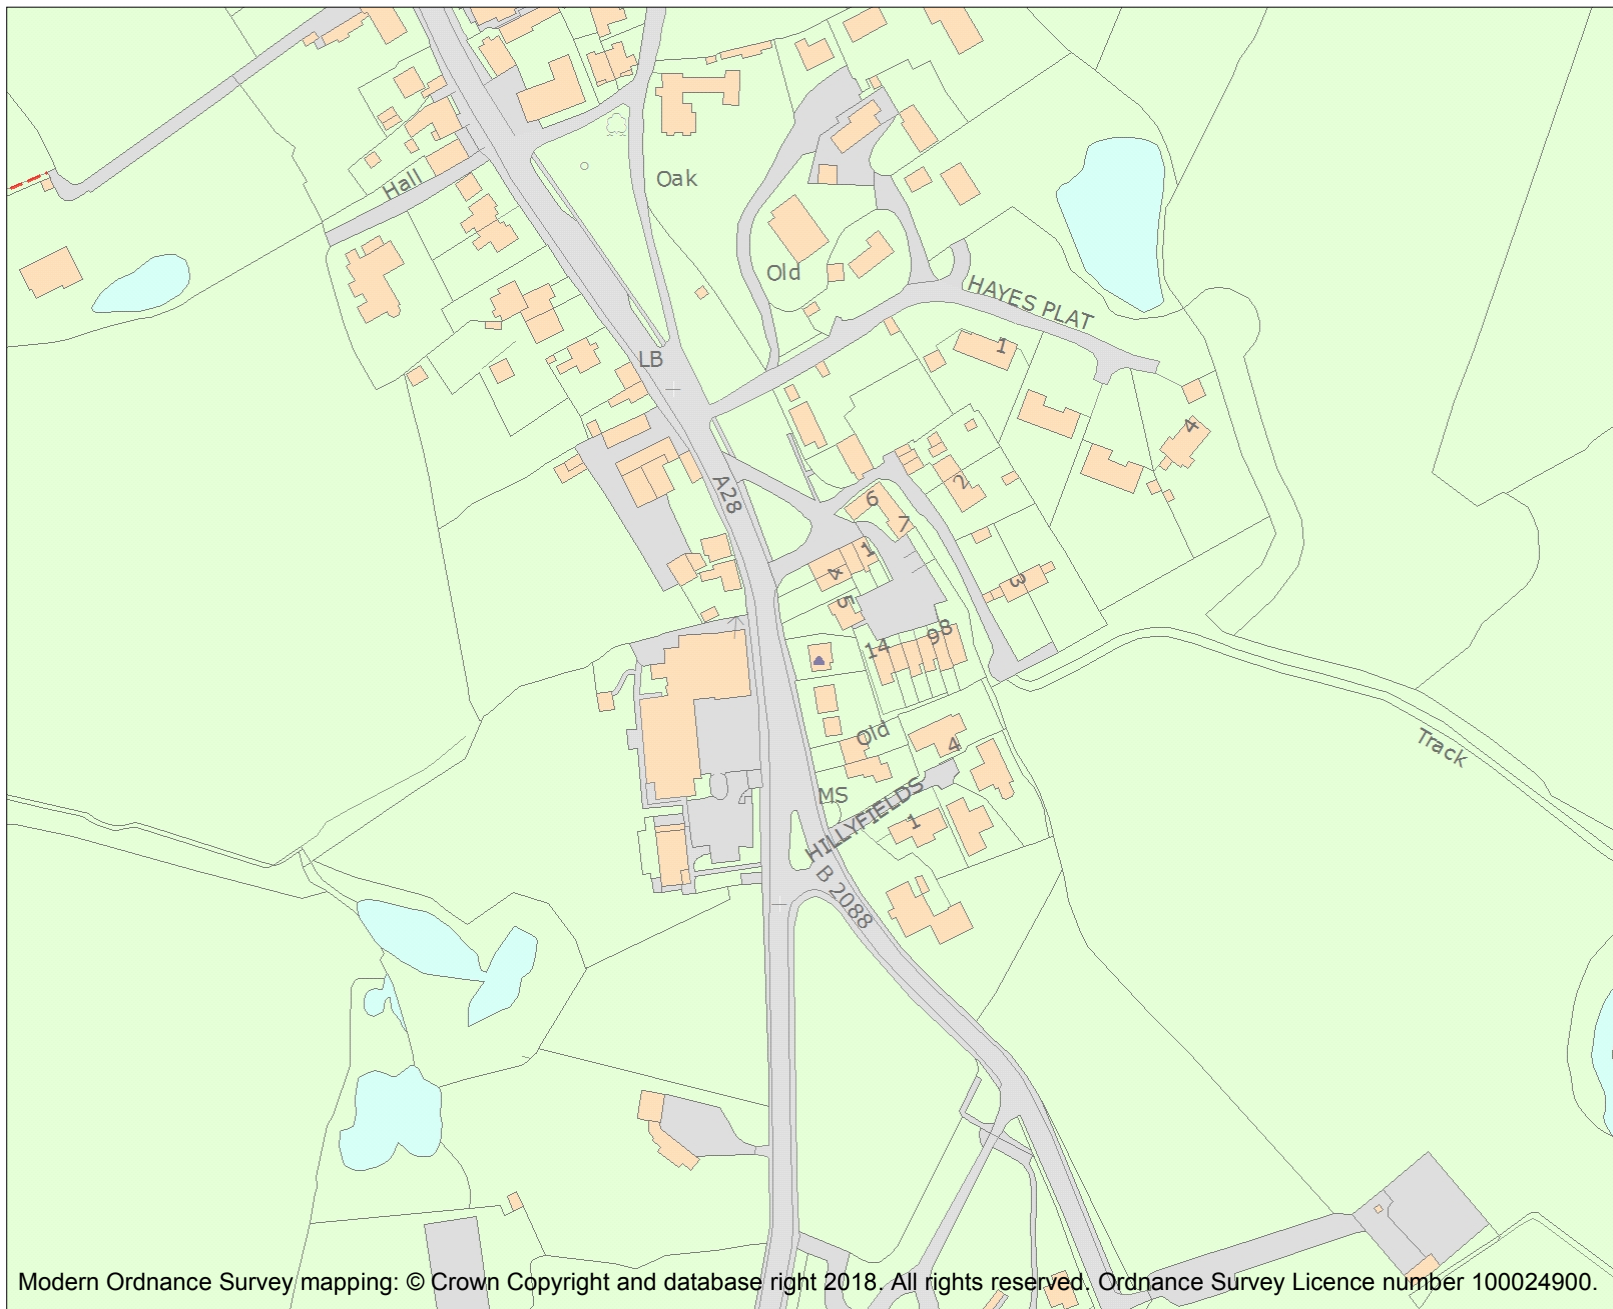 Hall
Oak
Old
HAYES PLAT
1
LB
4
A28
2
6
7
1
4
3
5
14
98
Old
4
Track
MS
HILLYFIELDS
1
B 2088
Modern Ordnance Survey mapping: © Crown Copyright and database right 2018. All rights reserved. Ordnance Survey Licence number 100024900.